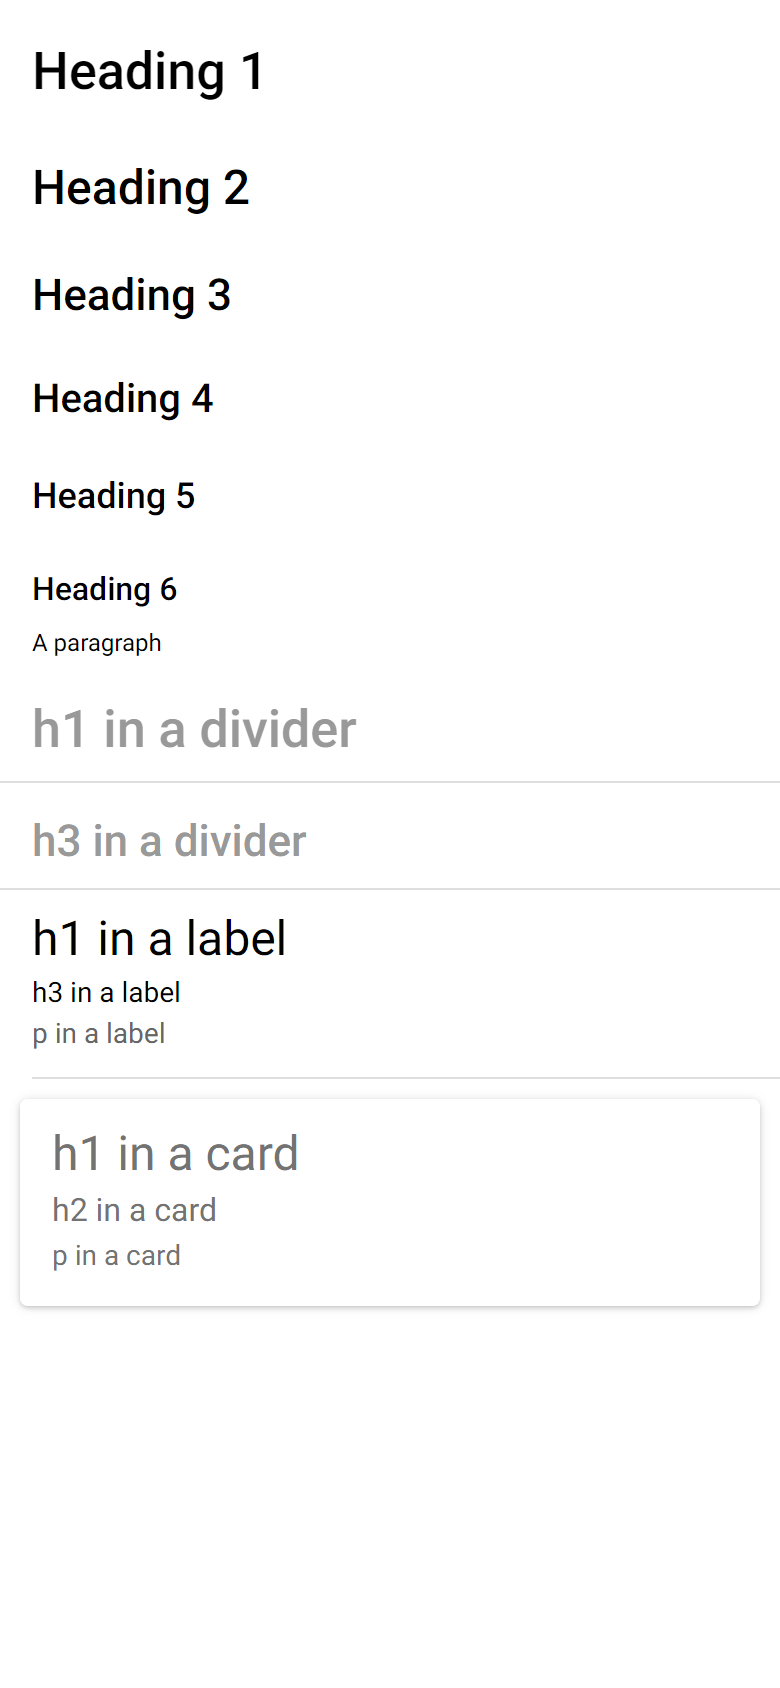 Heading 1
Heading 2
Heading 3
Heading 4
Heading 5
Heading 6
A paragraph
h1 in a divider
h3 in a divider
h1 in a label
h3 in a label
p in a label
h1 in a card
h2 in a card
p in a card